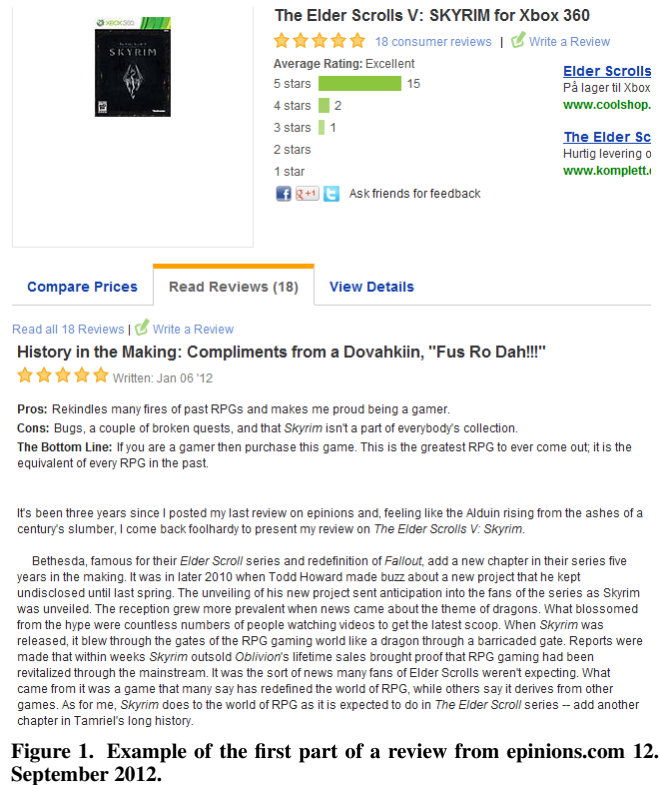 XBOX 360
SKYRIM
The Elder Scrolls V: SKYRIM for Xbox 360
18 consumer reviews | Write a Review
Average Rating: Excellent
5 stars 15
4 stars 2
3 stars 1
2 stars
1 star
Ask friends for feedback
Elder Scrolls
På lager til Xbox
www.coolshop.
The Elder Sc
Hurtig levering o
www.komplett.
Compare Prices
Read Reviews (18)
View Details
Read all 18 Reviews | Write a Review
History in the Making: Compliments from a Dovahkiin, "Fus Ro Dah!!!"
Written: Jan 06 '12
Pros: Rekindles many fires of past RPGs and makes me proud being a gamer.
Cons: Bugs, a couple of broken quests, and that Skyrim isn't a part of everybody's collection.
The Bottom Line: If you are a gamer then purchase this game. This is the greatest RPG to ever come out; it is the
equivalent of every RPG in the past.
It's been three years since I posted my last review on epinions and, feeling like the Alduin rising from the ashes of a
century's slumber, I come back foolhardy to present my review on The Elder Scrolls V: Skyrim.
Bethesda, famous for their Elder Scroll series and redefinition of Fallout, add a new chapter in their series five
years in the making. It was in later 2010 when Todd Howard made buzz about a new project that he kept
undisclosed until last spring. The unveiling of his new project sent anticipation into the fans of the series as Skyrim
was unveiled. The reception grew more prevalent when news came about the theme of dragons. What blossomed
from the hype were countless numbers of people watching videos to get the latest scoop. When Skyrim was
released, it blew through the gates of the RPG gaming world like a dragon through a barricaded gate. Reports were
made that within weeks Skyrim outsold Oblivion's lifetime sales brought proof that RPG gaming had been
revitalized through the mainstream. It was the sort of news many fans of Elder Scrolls weren't expecting. What
came from it was a game that many say has redefined the world of RPG, while others say it derives from other
games. As for me, Skyrim does to the world of RPG as it is expected to do in The Elder Scroll series -- add another
chapter in Tamriel's long history.
Figure 1. Example of the first part of a review from epinions.com 12.
September 2012.